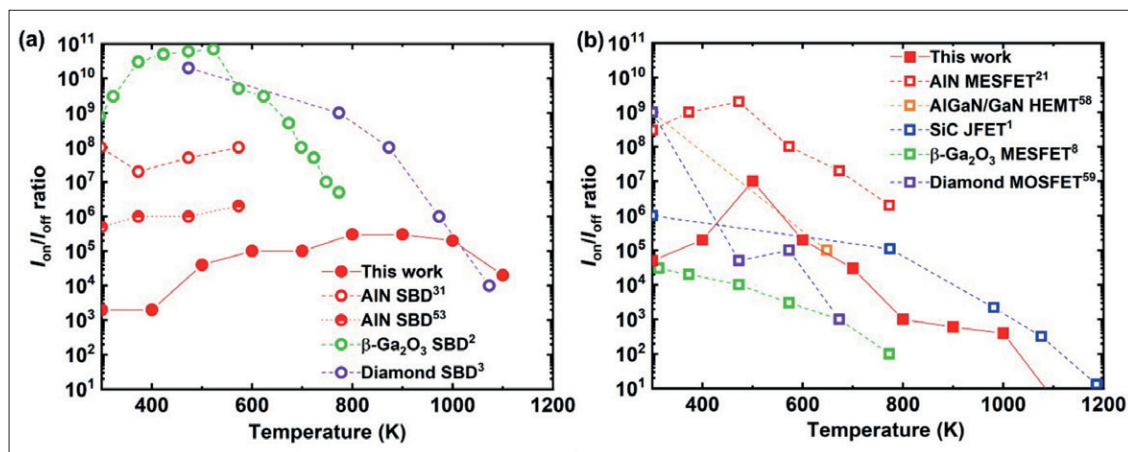 (a)
10¹¹
10¹⁰
10⁹
10⁸
10⁷
10⁶
10⁵
10⁴
10³
10²
10¹
Ion/Ioff ratio
This work
AlN SBD³¹
AlN SBD⁵³
β-Ga₂O₃ SBD²
Diamond SBD³
400 600 800 1000 1200
Temperature (K)
(b)
10¹¹
10¹⁰
10⁹
10⁸
10⁷
10⁶
10⁵
10⁴
10³
10²
10¹
Ion/Ioff ratio
This work
AlN MESFET²¹
AlGaN/GaN HEMT⁵⁸
SiC JFET¹
β-Ga₂O₃ MESFET⁸
Diamond MOSFET⁵⁹
400 600 800 1000 1200
Temperature (K)